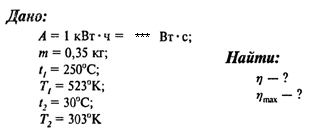 Дано:
A = 1 кВт·ч = *** Вт·с;
m = 0,35 кг;
t₁ = 250°C;
T₁ = 523°K;
t₂ = 30°C;
T₂ = 303°K
Найти:
η – ?
ηmax – ?